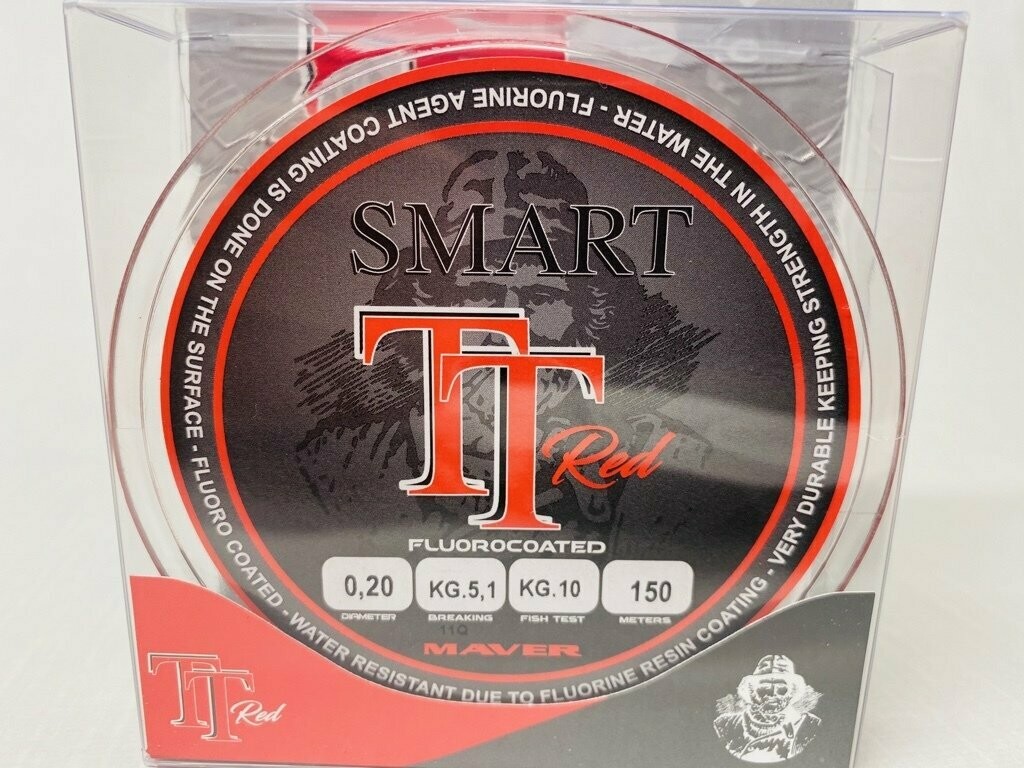 FLUORINE AGENT COATING IS DONE ON THE SURFACE - FLUORO COATED - WATER RESISTANT DUE TO FLUORINE RESIN COATING - VERY DURABLE KEEPING STRENGTH IN THE WATER -
SMART
TT
Red
FLUOROCOATED
0,20 KG.5,1 KG.10 150
DIAMETER BREAKING FISH TEST METERS
11Q
MAVER
TT Red